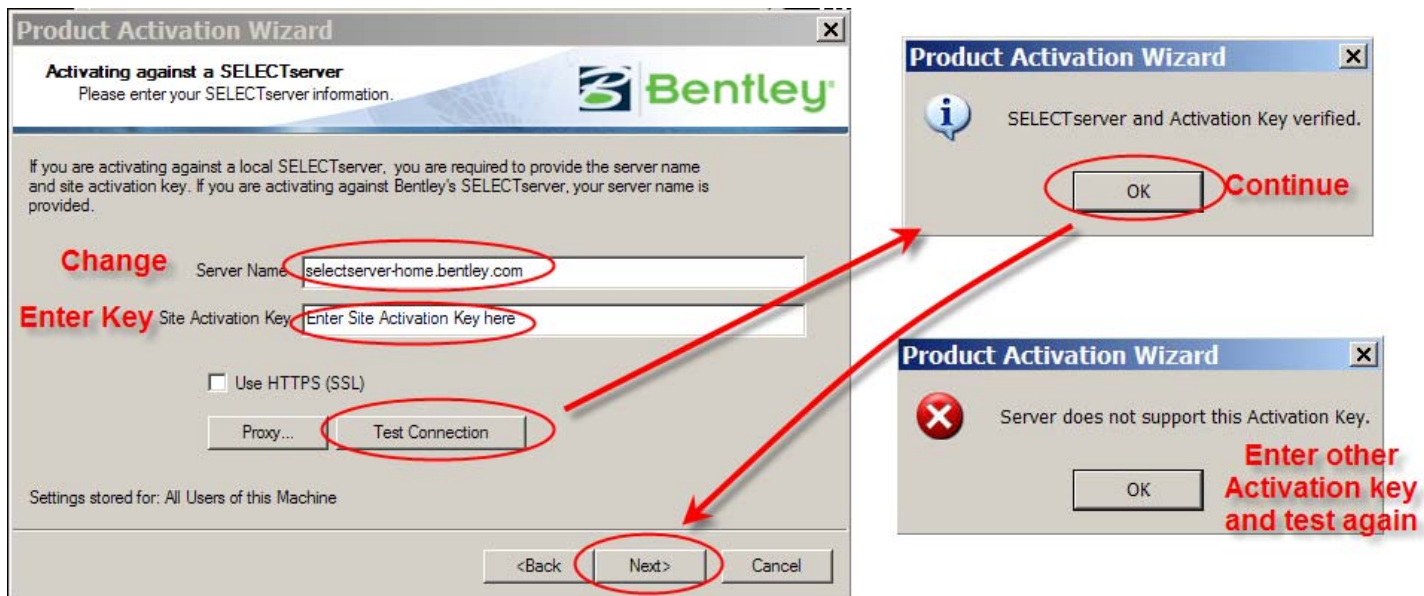 Product Activation Wizard
Activating against a SELECTserver
Please enter your SELECTserver information.
Bentley
If you are activating against a local SELECTserver, you are required to provide the server name
and site activation key. If you are activating against Bentley's SELECTserver, your server name is
provided.
Change
Server Name
selectserver-home.bentley.com
Enter Key
Site Activation Key
Enter Site Activation Key here
Use HTTPS (SSL)
Proxy...
Test Connection
Settings stored for: All Users of this Machine
<Back
Next>
Cancel
Product Activation Wizard
SELECTserver and Activation Key verified.
OK
Continue
Product Activation Wizard
Server does not support this Activation Key.
OK
Enter other
Activation key
and test again